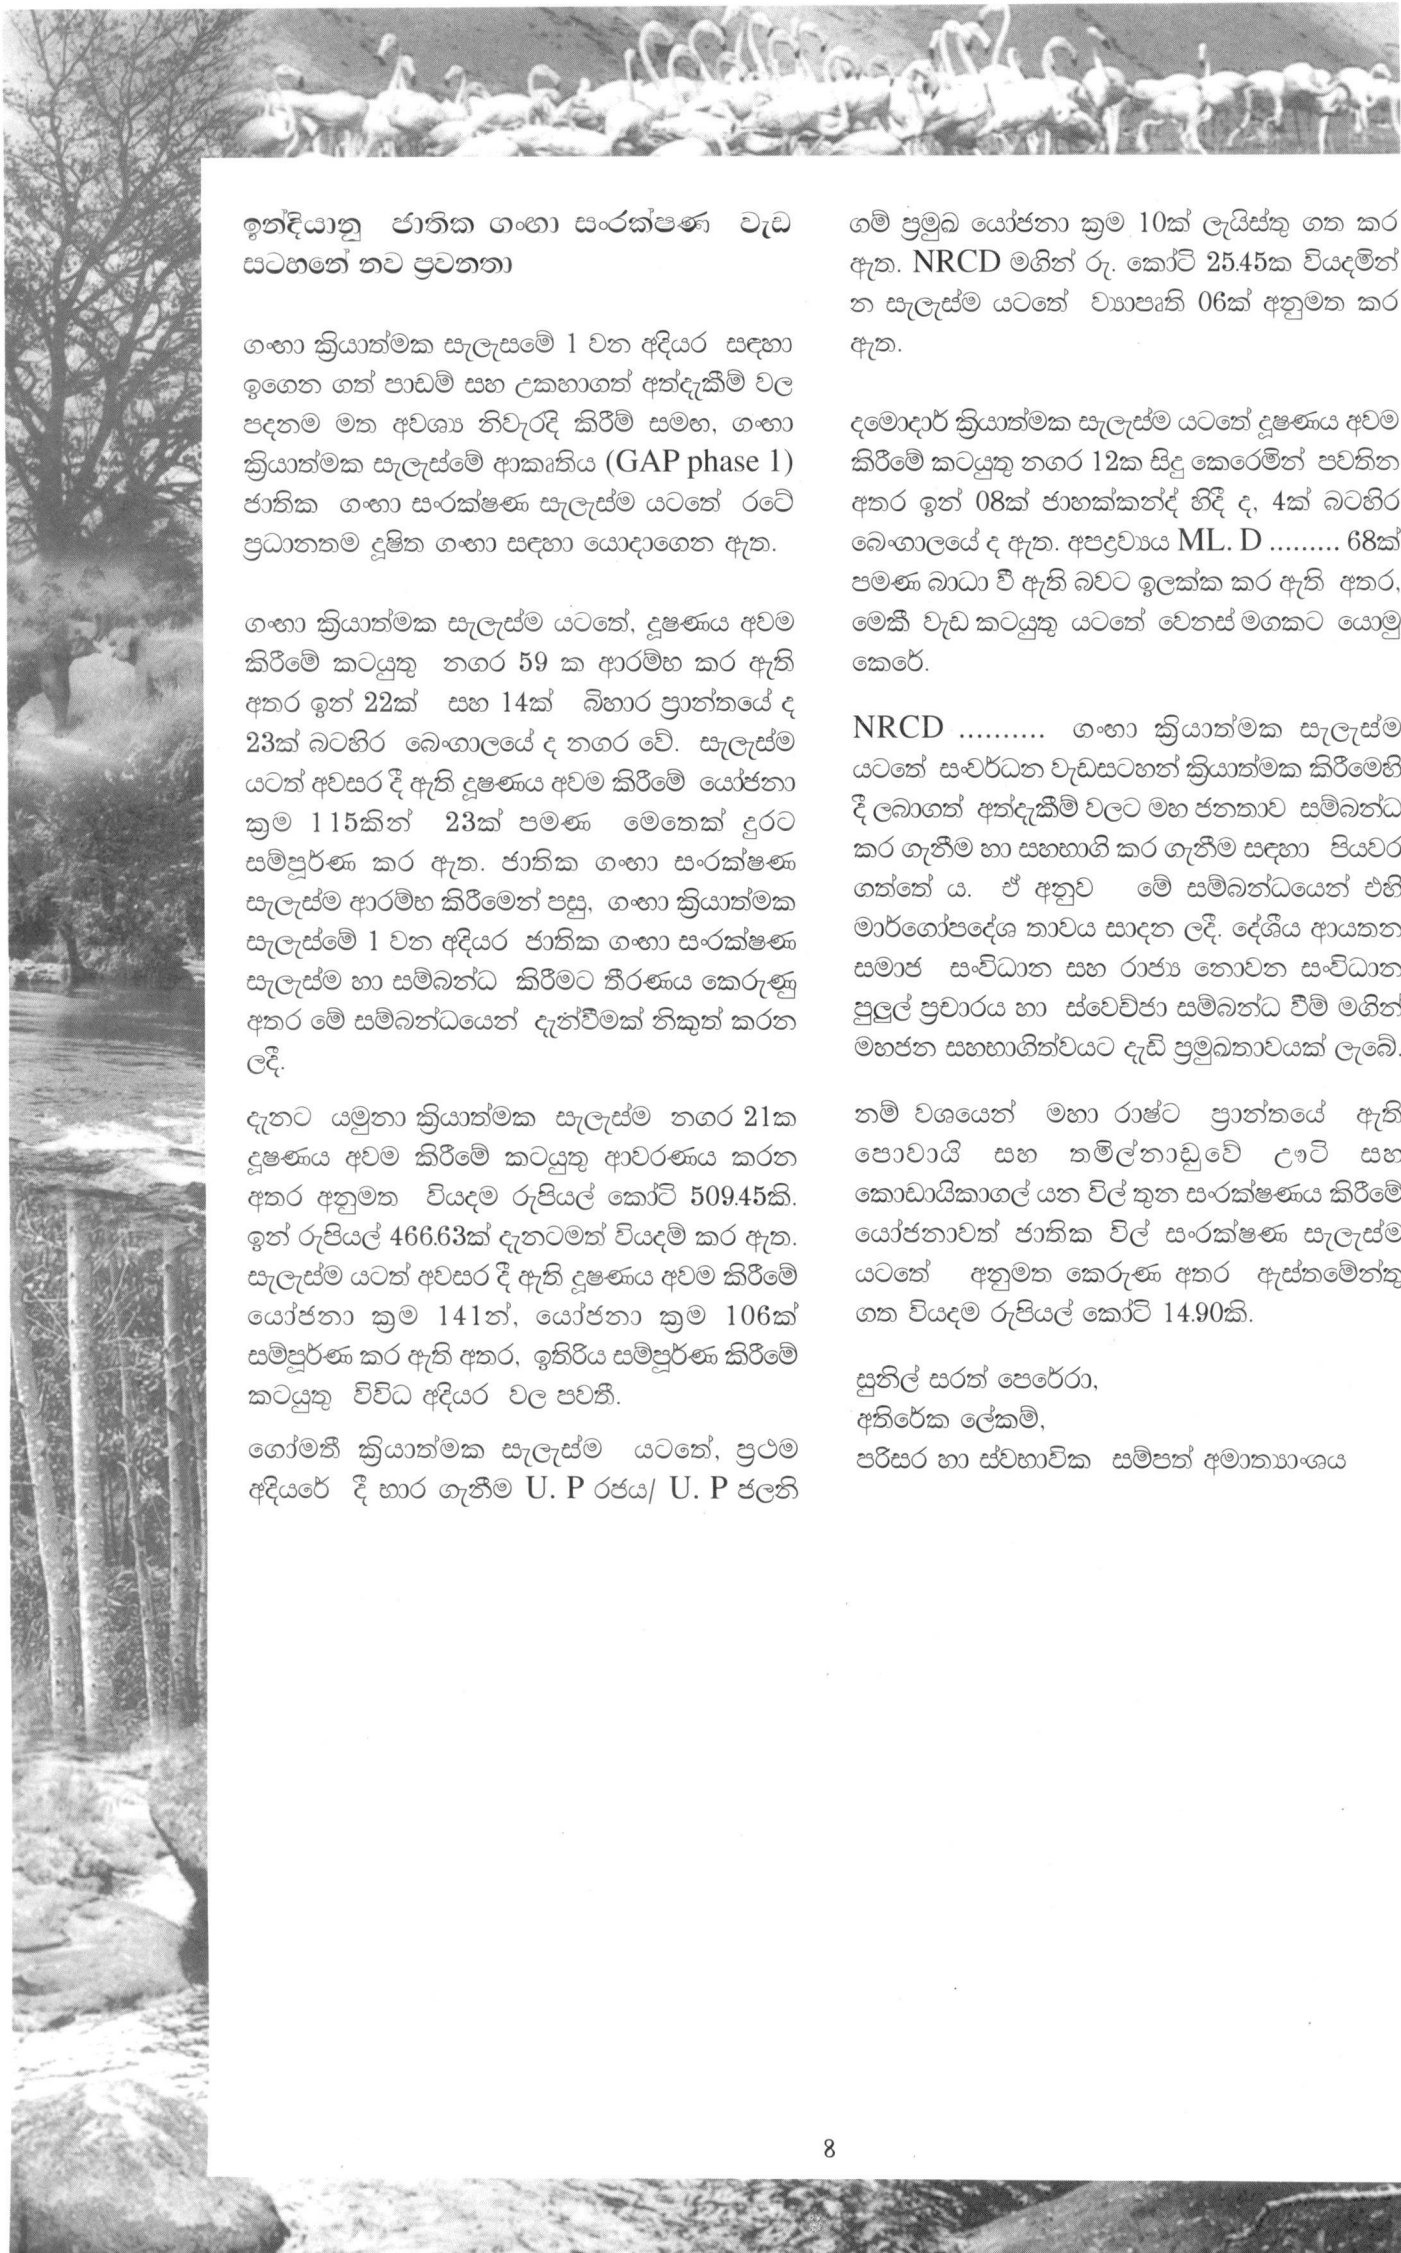 ඉන්දියානු ජාතික ගංඟා සංරක්ෂණ වැඩ
සටහනේ නව ප්‍රවනතා
ගංඟා ක්‍රියාත්මක සැලැසමේ 1 වන අදියර සඳහා
ඉගෙන ගත් පාඩම් සහ උකහාගත් අත්දැකීම් වල
පදනම මත අවශ්‍ය නිවැරදි කිරීම් සමඟ, ගංඟා
ක්‍රියාත්මක සැලැස්මේ ආකෘතිය (GAP phase 1)
ජාතික ගංඟා සංරක්ෂණ සැලැස්ම යටතේ රටේ
ප්‍රධානතම දූෂිත ගංඟා සඳහා යොදාගෙන ඇත.
ගංඟා ක්‍රියාත්මක සැලැස්ම යටතේ, දූෂණය අවම
කිරීමේ කටයුතු නගර 59 ක ආරම්භ කර ඇති
අතර ඉන් 22ක් සහ 14ක් බිහාර ප්‍රාන්තයේ ද
23ක් බටහිර බෙංගාලයේ ද නගර වේ. සැලැස්ම
යටත් අවසර දී ඇති දූෂණය අවම කිරීමේ යෝජනා
ක්‍රම 115කින් 23ක් පමණ මෙතෙක් දුරට
සම්පූර්ණ කර ඇත. ජාතික ගංඟා සංරක්ෂණ
සැලැස්ම ආරම්භ කිරීමෙන් පසු, ගංඟා ක්‍රියාත්මක
සැලැස්මේ 1 වන අදියර ජාතික ගංඟා සංරක්ෂණ
සැලැස්ම හා සම්බන්ධ කිරීමට තීරණය කෙරුණු
අතර මේ සම්බන්ධයෙන් දැන්වීමක් නිකුත් කරන
ලදී.
දැනට යමුනා ක්‍රියාත්මක සැලැස්ම නගර 21ක
දූෂණය අවම කිරීමේ කටයුතු ආවරණය කරන
අතර අනුමත වියදම රුපියල් කෝටි 509.45කි.
ඉන් රුපියල් 466.63ක් දැනටමත් වියදම් කර ඇත.
සැලැස්ම යටත් අවසර දී ඇති දූෂණය අවම කිරීමේ
යෝජනා ක්‍රම 141න්, යෝජනා ක්‍රම 106ක්
සම්පූර්ණ කර ඇති අතර, ඉතිරිය සම්පූර්ණ කිරීමේ
කටයුතු විවිධ අදියර වල පවතී.
ගෝමතී ක්‍රියාත්මක සැලැස්ම යටතේ, ප්‍රථම
අදියරේ දී භාර ගැනීම U. P රජය/ U. P ජලනි
ගම් ප්‍රමුඛ යෝජනා ක්‍රම 10ක් ලැයිස්තු ගත කර
ඇත. NRCD මගින් රු. කෝටි 25.45ක වියදමින්
න සැලැස්ම යටතේ ව්‍යාපෘති 06ක් අනුමත කර
ඇත.
දමොදාර් ක්‍රියාත්මක සැලැස්ම යටතේ දූෂණය අවම
කිරීමේ කටයුතු නගර 12ක සිදු කෙරෙමින් පවතින
අතර ඉන් 08ක් ජාහක්කන්ද් හිදී ද, 4ක් බටහිර
බෙංගාලයේ ද ඇත. අපද්‍රව්‍යය ML. D ......... 68ක්
පමණ බාධා වී ඇති බවට ඉලක්ක කර ඇති අතර,
මෙකී වැඩ කටයුතු යටතේ වෙනස් මගකට යොමු
කෙරේ.
NRCD .......... ගංඟා ක්‍රියාත්මක සැලැස්ම
යටතේ සංවර්ධන වැඩසටහන් ක්‍රියාත්මක කිරීමෙහි
දී ලබාගත් අත්දැකීම් වලට මහ ජනතාව සම්බන්ධ
කර ගැනීම හා සහභාගි කර ගැනීම සඳහා පියවර
ගත්තේ ය. ඒ අනුව මේ සම්බන්ධයෙන් එහි
මාර්ගෝපදේශ තාවය සාදන ලදී. දේශීය ආයතන
සමාජ සංවිධාන සහ රාජ්‍ය නොවන සංවිධාන
පුලුල් ප්‍රචාරය හා ස්වෙච්ජා සම්බන්ධ වීම් මගින්
මහජන සහභාගිත්වයට දැඩි ප්‍රමුඛතාවයක් ලැබේ.
නම් වශයෙන් මහා රාෂ්ට ප්‍රාන්තයේ ඇති
පොවායි සහ තමිල්නාඩුවේ ඌටි සහ
කොඩායිකාගල් යන විල් තුන සංරක්ෂණය කිරීමේ
යෝජනාවත් ජාතික විල් සංරක්ෂණ සැලැස්ම
යටතේ අනුමත කෙරුණ අතර ඇස්තමේන්තු
ගත වියදම රුපියල් කෝටි 14.90කි.
සුනිල් සරත් පෙරේරා,
අතිරේක ලේකම්,
පරිසර හා ස්වභාවික සම්පත් අමාත්‍යාංශය
8